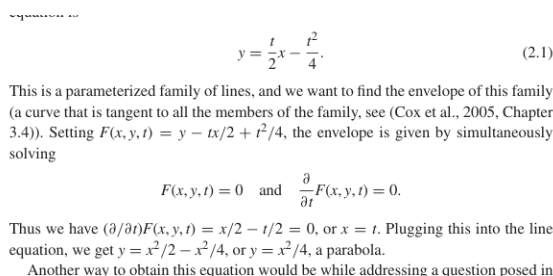 y = t/2 x − t²/4. (2.1)
This is a parameterized family of lines, and we want to find the envelope of this family
(a curve that is tangent to all the members of the family, see (Cox et al., 2005, Chapter
3.4)). Setting F(x, y, t) = y − tx/2 + t²/4, the envelope is given by simultaneously
solving
F(x, y, t) = 0 and ∂/∂t F(x, y, t) = 0.
Thus we have (∂/∂t)F(x, y, t) = x/2 − t/2 = 0, or x = t. Plugging this into the line
equation, we get y = x²/2 − x²/4, or y = x²/4, a parabola.
Another way to obtain this equation would be while addressing a question posed in